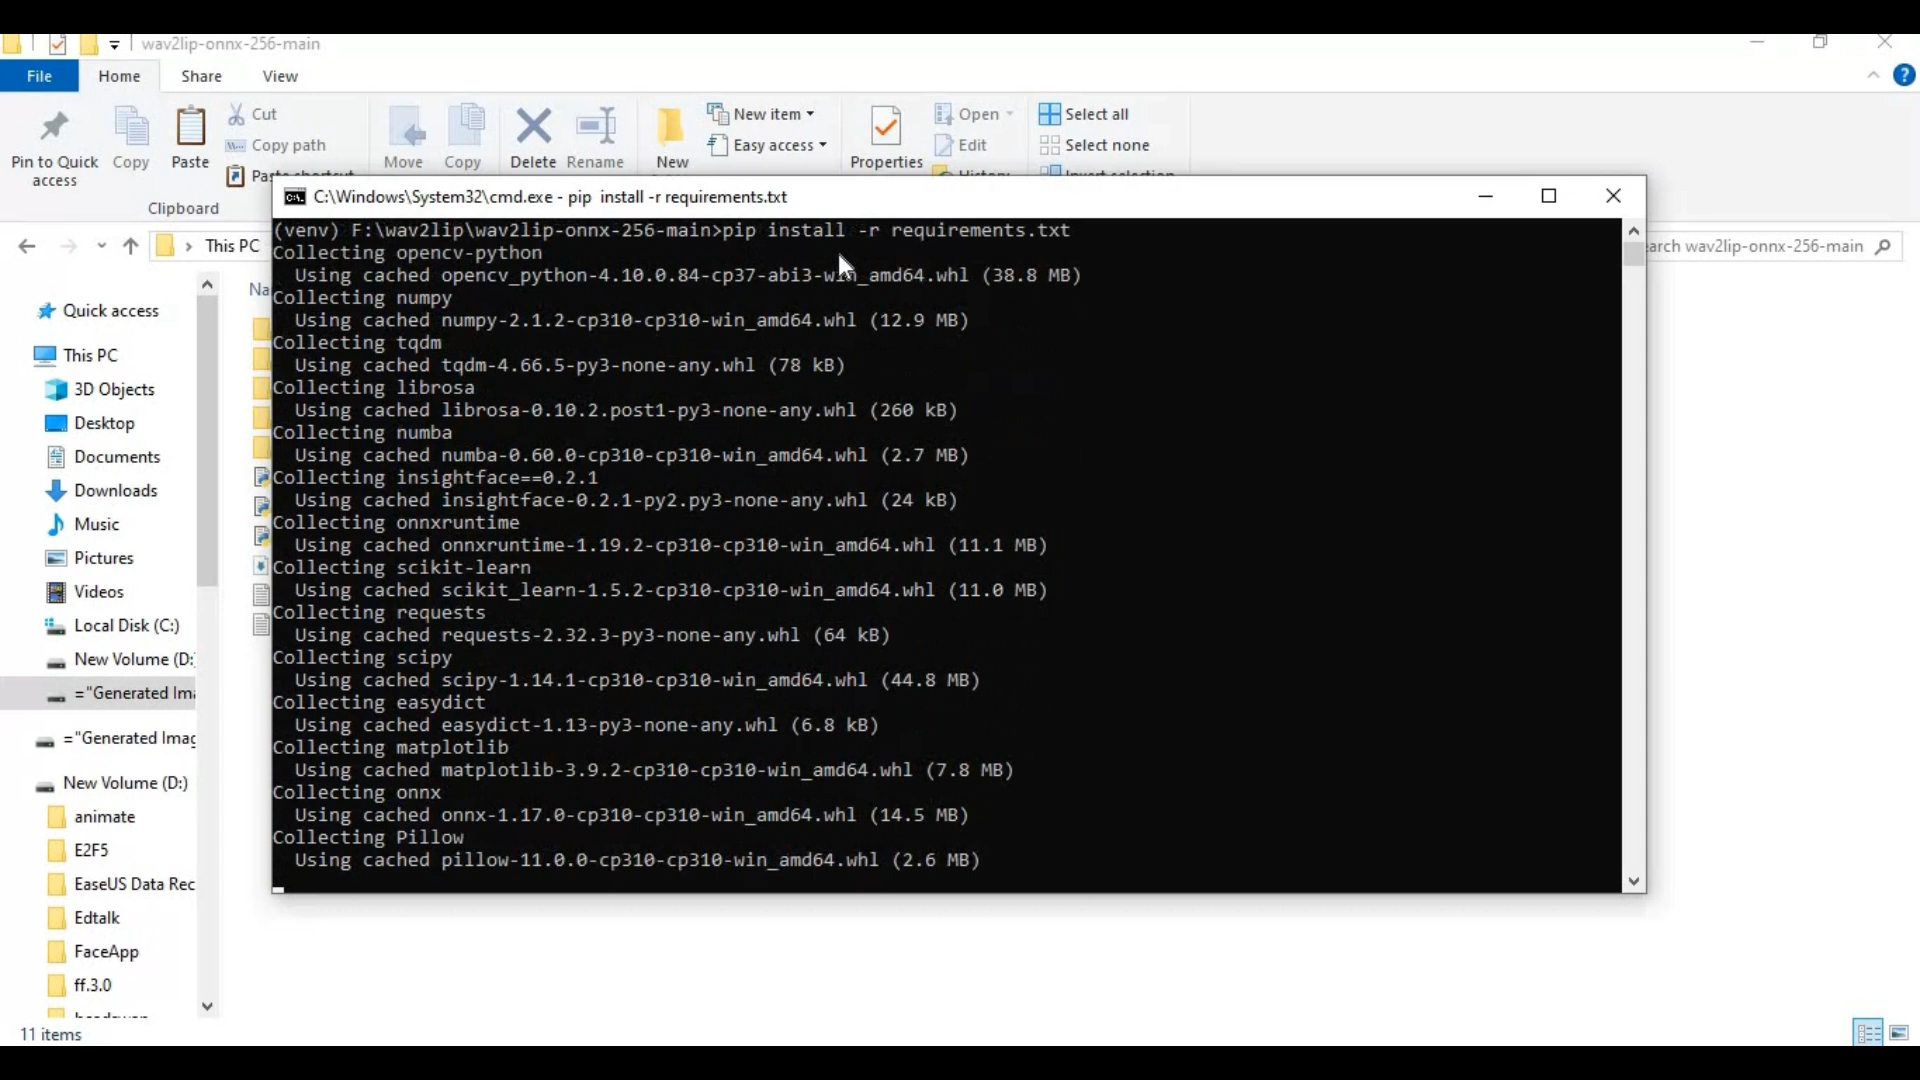 wav2lip-onnx-256-main
File Home Share View
Pin to Quick access
Copy
Paste
Cut
Copy path
Move
Copy
Delete
Rename
New
New item
Easy access
Properties
Open
Edit
Select all
Select none
Clipboard
This PC
wav2lip-onnx-256-main
C:\Windows\System32\cmd.exe - pip  install -r requirements.txt
(venv) F:\wav2lip\wav2lip-onnx-256-main>pip install -r requirements.txt
Collecting opencv-python
Using cached opencv_python-4.10.0.84-cp37-abi3-win_amd64.whl (38.8 MB)
Collecting numpy
Using cached numpy-2.1.2-cp310-cp310-win_amd64.whl (12.9 MB)
Collecting tqdm
Using cached tqdm-4.66.5-py3-none-any.whl (78 kB)
Collecting librosa
Using cached librosa-0.10.2.post1-py3-none-any.whl (260 kB)
Collecting numba
Using cached numba-0.60.0-cp310-cp310-win_amd64.whl (2.7 MB)
Collecting insightface==0.2.1
Using cached insightface-0.2.1-py2.py3-none-any.whl (24 kB)
Collecting onnxruntime
Using cached onnxruntime-1.19.2-cp310-cp310-win_amd64.whl (11.1 MB)
Collecting scikit-learn
Using cached scikit_learn-1.5.2-cp310-cp310-win_amd64.whl (11.0 MB)
Collecting requests
Using cached requests-2.32.3-py3-none-any.whl (64 kB)
Collecting scipy
Using cached scipy-1.14.1-cp310-cp310-win_amd64.whl (44.8 MB)
Collecting easydict
Using cached easydict-1.13-py3-none-any.whl (6.8 kB)
Collecting matplotlib
Using cached matplotlib-3.9.2-cp310-cp310-win_amd64.whl (7.8 MB)
Collecting onnx
Using cached onnx-1.17.0-cp310-cp310-win_amd64.whl (14.5 MB)
Collecting Pillow
Using cached pillow-11.0.0-cp310-cp310-win_amd64.whl (2.6 MB)
Quick access
This PC
3D Objects
Desktop
Documents
Downloads
Music
Pictures
Videos
Local Disk (C:)
New Volume (D:
="Generated Ima
="Generated Imag
New Volume (D:)
animate
E2F5
EaseUS Data Rec
Edtalk
FaceApp
ff.3.0
11 items